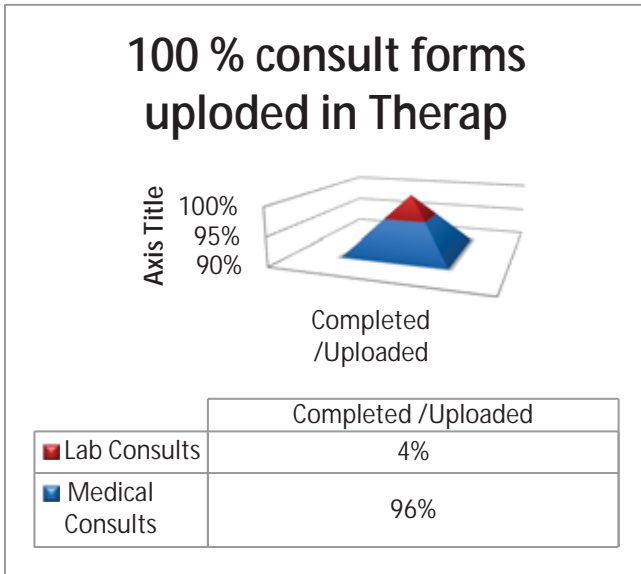 100 % consult forms
uploded in Therap
Axis Title
100%
95%
90%
Completed
/Uploaded
Completed /Uploaded
Lab Consults 4%
Medical
Consults 96%